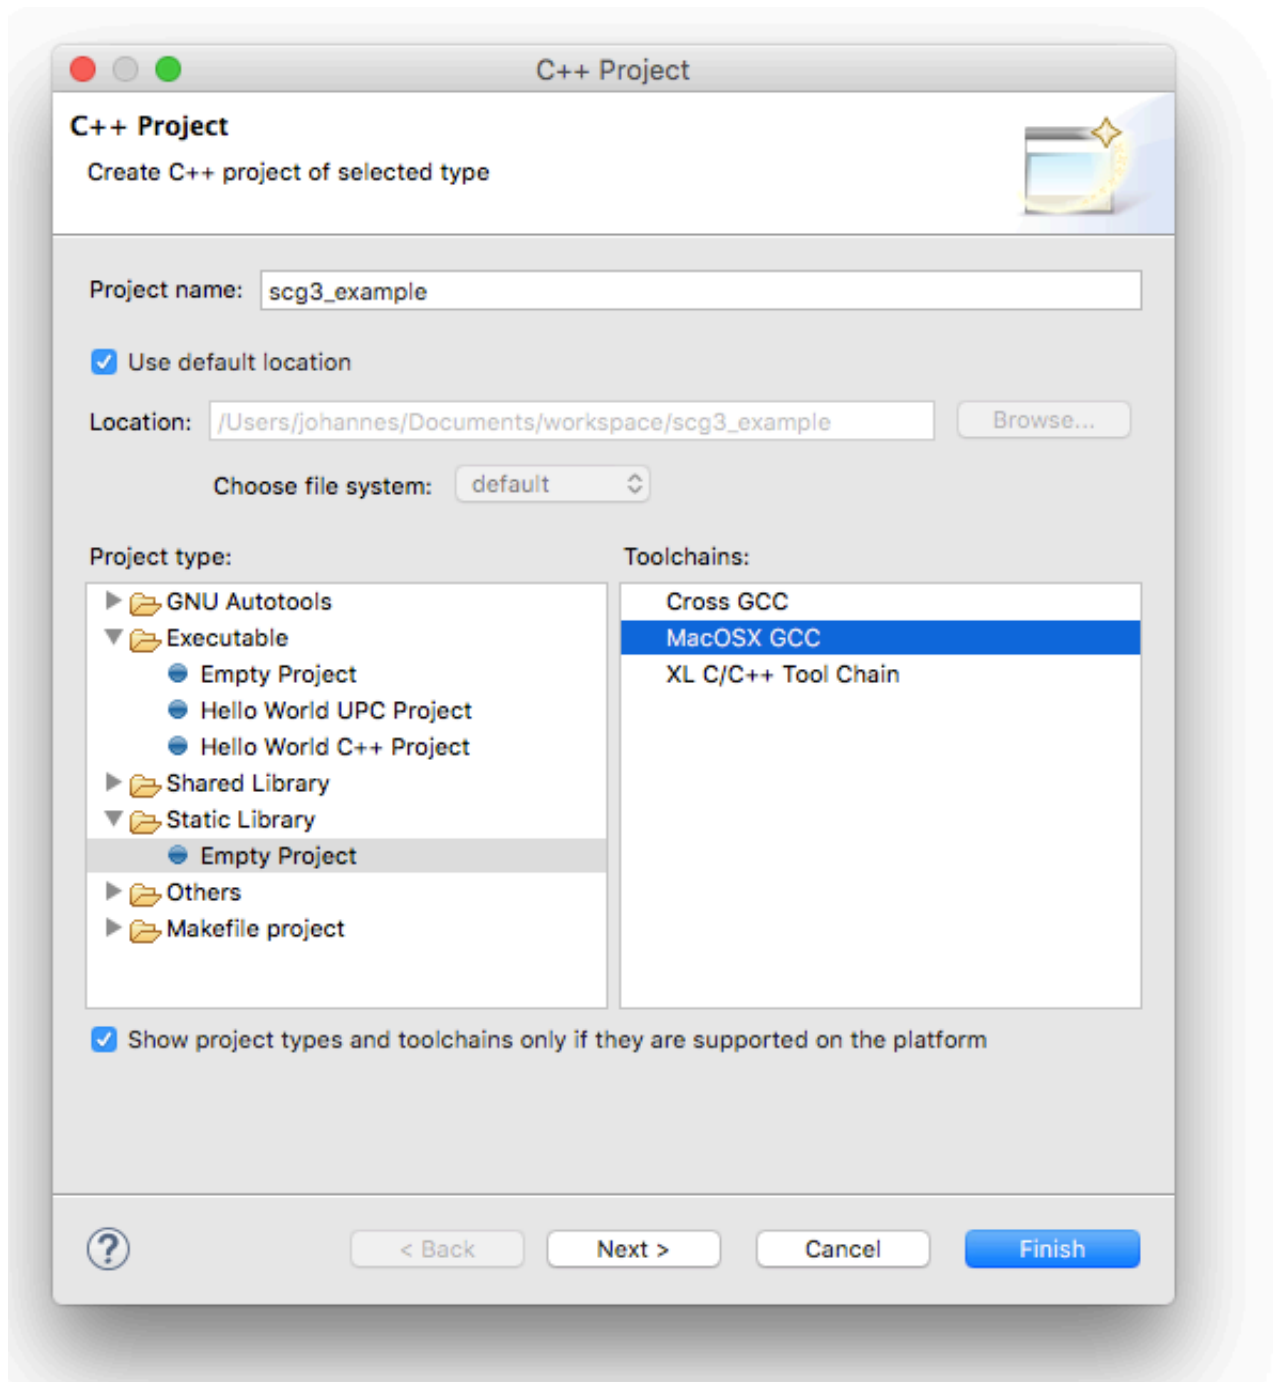 C++ Project
C++ Project
Create C++ project of selected type
Project name: scg3_example
Use default location
Location: /Users/johannes/Documents/workspace/scg3_example Browse...
Choose file system: default
Project type: Toolchains:
GNU Autotools Cross GCC
Executable MacOSX GCC
Empty Project XL C/C++ Tool Chain
Hello World UPC Project
Hello World C++ Project
Shared Library
Static Library
Empty Project
Others
Makefile project
Show project types and toolchains only if they are supported on the platform
? < Back Next > Cancel Finish